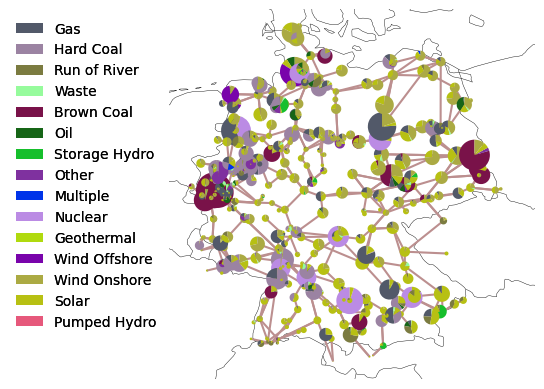 Gas
Hard Coal
Run of River
Waste
Brown Coal
Oil
Storage Hydro
Other
Multiple
Nuclear
Geothermal
Wind Offshore
Wind Onshore
Solar
Pumped Hydro